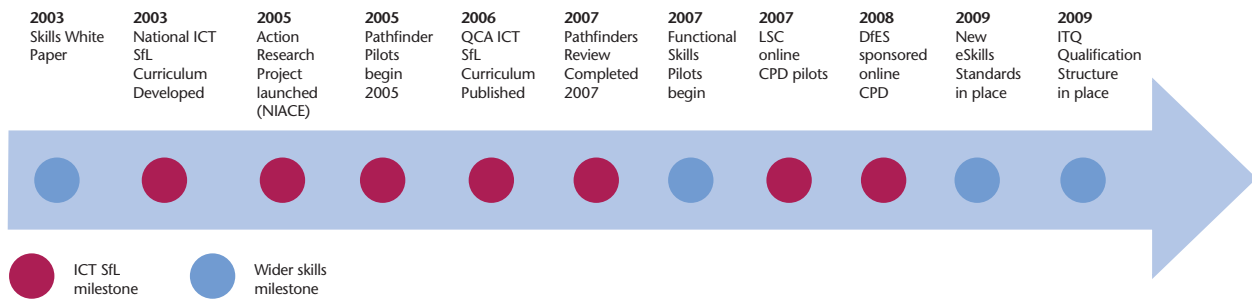 2003
Skills White
Paper
2003
National ICT
SfL
Curriculum
Developed
2005
Action
Research
Project
launched
(NIACE)
2005
Pathfinder
Pilots
begin
2005
2006
QCA ICT
SfL
Curriculum
Published
2007
Pathfinders
Review
Completed
2007
2007
Functional
Skills
Pilots
begin
2007
LSC
online
CPD pilots
2008
DfES
sponsored
online
CPD
2009
New
eSkills
Standards
in place
2009
ITQ
Qualification
Structure
in place
ICT SfL
milestone
Wider skills
milestone